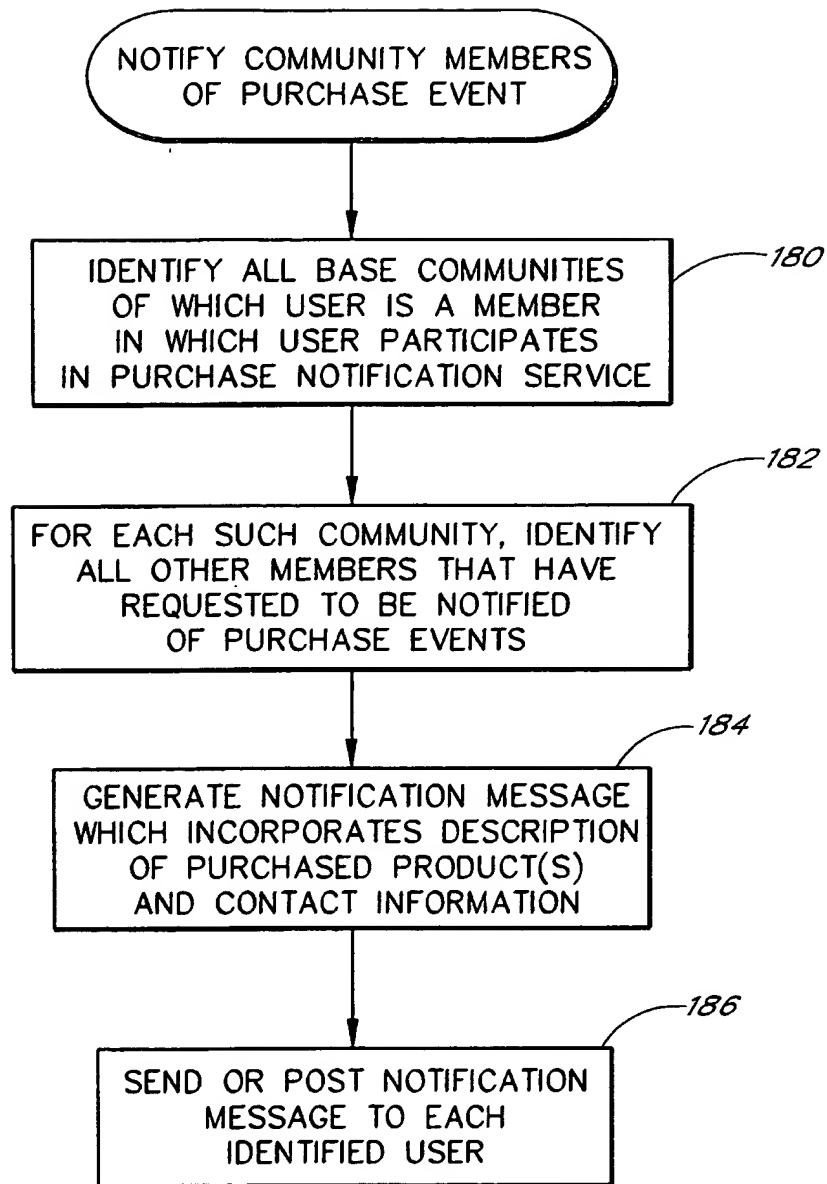 NOTIFY COMMUNITY MEMBERS
OF PURCHASE EVENT
180
IDENTIFY ALL BASE COMMUNITIES
OF WHICH USER IS A MEMBER
IN WHICH USER PARTICIPATES
IN PURCHASE NOTIFICATION SERVICE
182
FOR EACH SUCH COMMUNITY, IDENTIFY
ALL OTHER MEMBERS THAT HAVE
REQUESTED TO BE NOTIFIED
OF PURCHASE EVENTS
184
GENERATE NOTIFICATION MESSAGE
WHICH INCORPORATES DESCRIPTION
OF PURCHASED PRODUCT(S)
AND CONTACT INFORMATION
186
SEND OR POST NOTIFICATION
MESSAGE TO EACH
IDENTIFIED USER